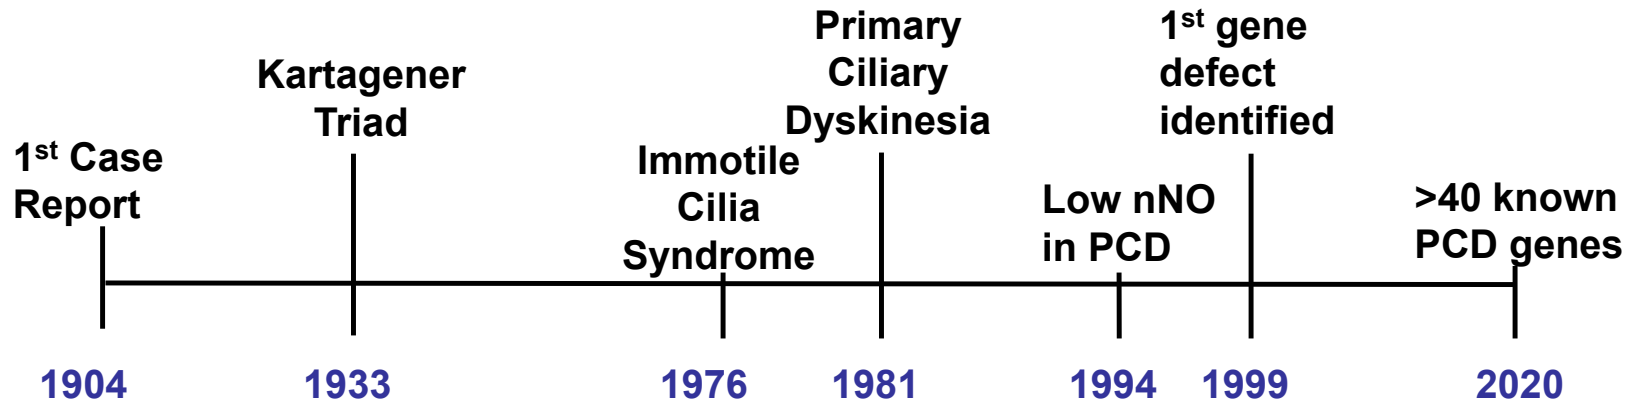 1st Case
Report
Kartagener
Triad
Immotile
Cilia
Syndrome
Primary
Ciliary
Dyskinesia
Low nNO
in PCD
1st gene
defect
identified
>40 known
PCD genes
1904
1933
1976
1981
1994
1999
2020